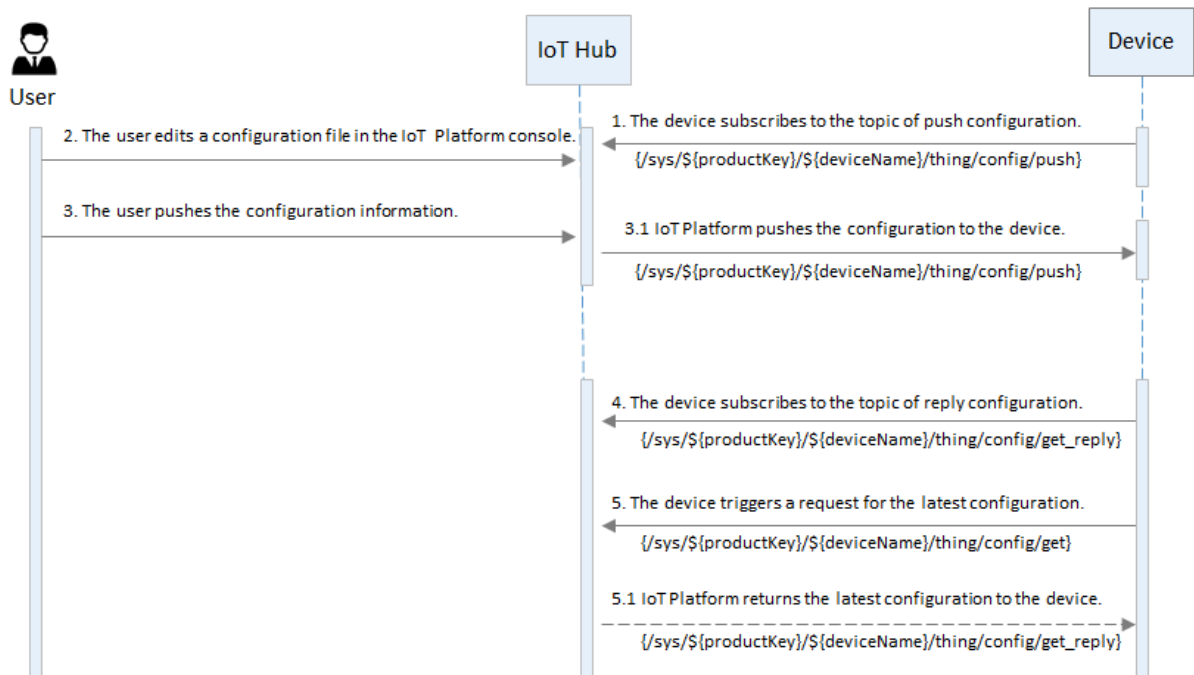 User
IoT Hub
Device
1. The device subscribes to the topic of push configuration.
{/sys/${productKey}/${deviceName}/thing/config/push}
2. The user edits a configuration file in the IoT Platform console.
3. The user pushes the configuration information.
3.1 IoT Platform pushes the configuration to the device.
{/sys/${productKey}/${deviceName}/thing/config/push}
4. The device subscribes to the topic of reply configuration.
{/sys/${productKey}/${deviceName}/thing/config/get_reply}
5. The device triggers a request for the latest configuration.
{/sys/${productKey}/${deviceName}/thing/config/get}
5.1 IoT Platform returns the latest configuration to the device.
{/sys/${productKey}/${deviceName}/thing/config/get_reply}